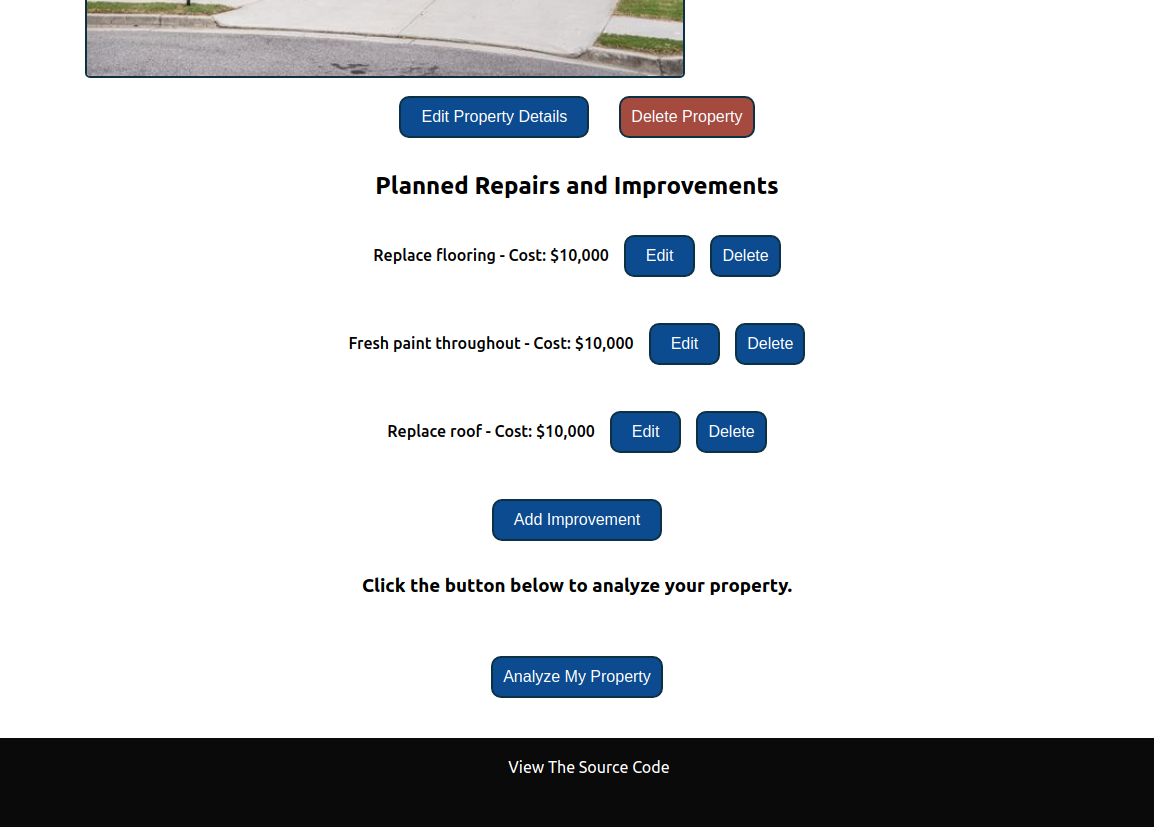 Edit Property Details Delete Property
Planned Repairs and Improvements
Replace flooring - Cost: $10,000 Edit Delete
Fresh paint throughout - Cost: $10,000 Edit Delete
Replace roof - Cost: $10,000 Edit Delete
Add Improvement
Click the button below to analyze your property.
Analyze My Property
View The Source Code